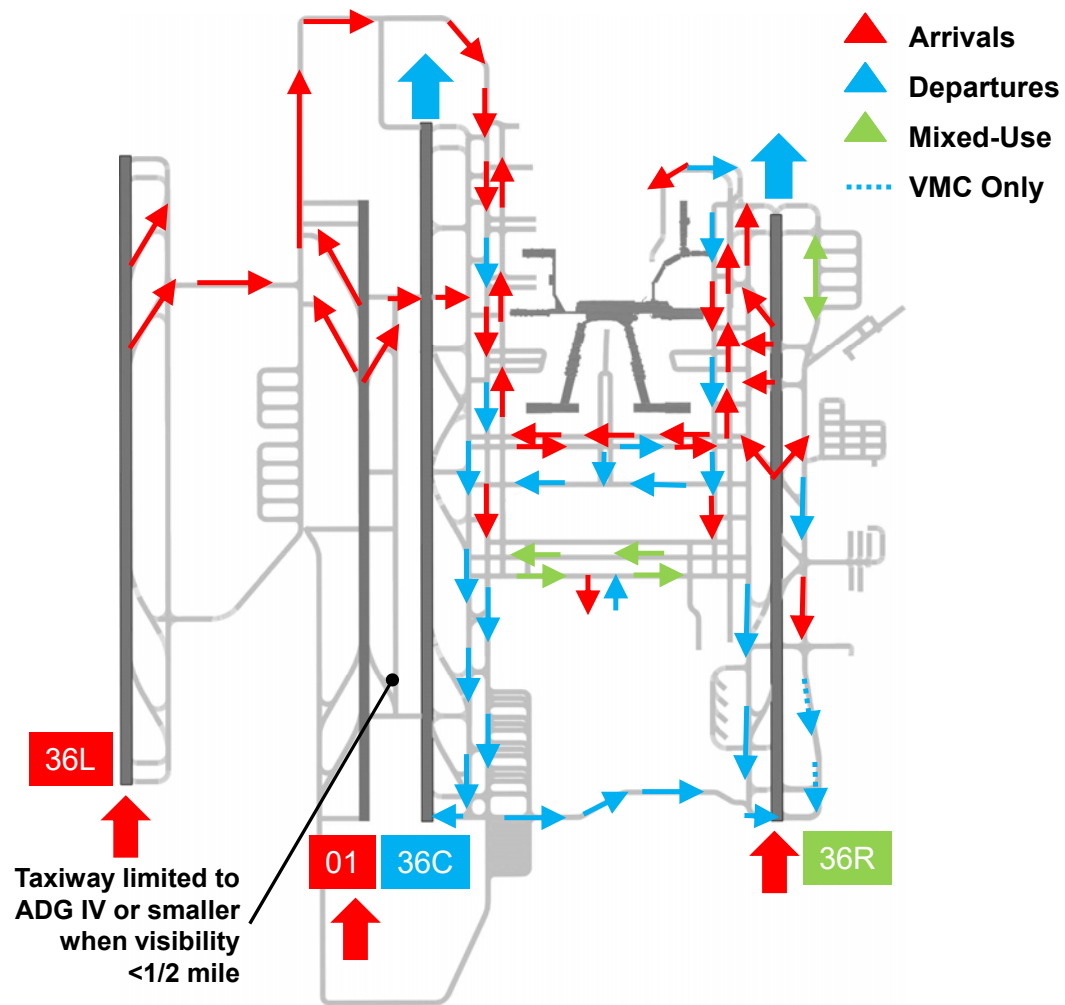 Arrivals
Departures
Mixed-Use
VMC Only
36L
01
36C
36R
Taxiway limited to
ADG IV or smaller
when visibility
<1/2 mile